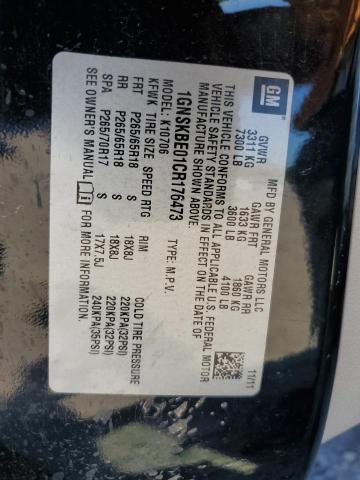 GM
MFD BY GENERAL MOTORS LLC
GVWR GAWR FRT GAWR RR
3311 KG 1633 KG 1860 KG
7300 LB 3600 LB 4100 LB
11/11
THIS VEHICLE CONFORMS TO ALL APPLICABLE U.S. FEDERAL MOTOR
VEHICLE SAFETY STANDARDS IN EFFECT ON THE DATE OF
MANUFACTURE SHOWN ABOVE.
1GNSKBE01CR176473 TYPE: M.P.V.
K10706
KFWK TIRE SIZE SPEED RTG RIM COLD TIRE PRESSURE
FRT P265/65R18 S 18X8J 220KPA(32PSI)
RR P265/65R18 S 18X8J 220KPA(32PSI)
SPA P265/70R17 S 17X7.5J 240KPA(35PSI)
SEE OWNER'S MANUAL FOR MORE INFORMATION.